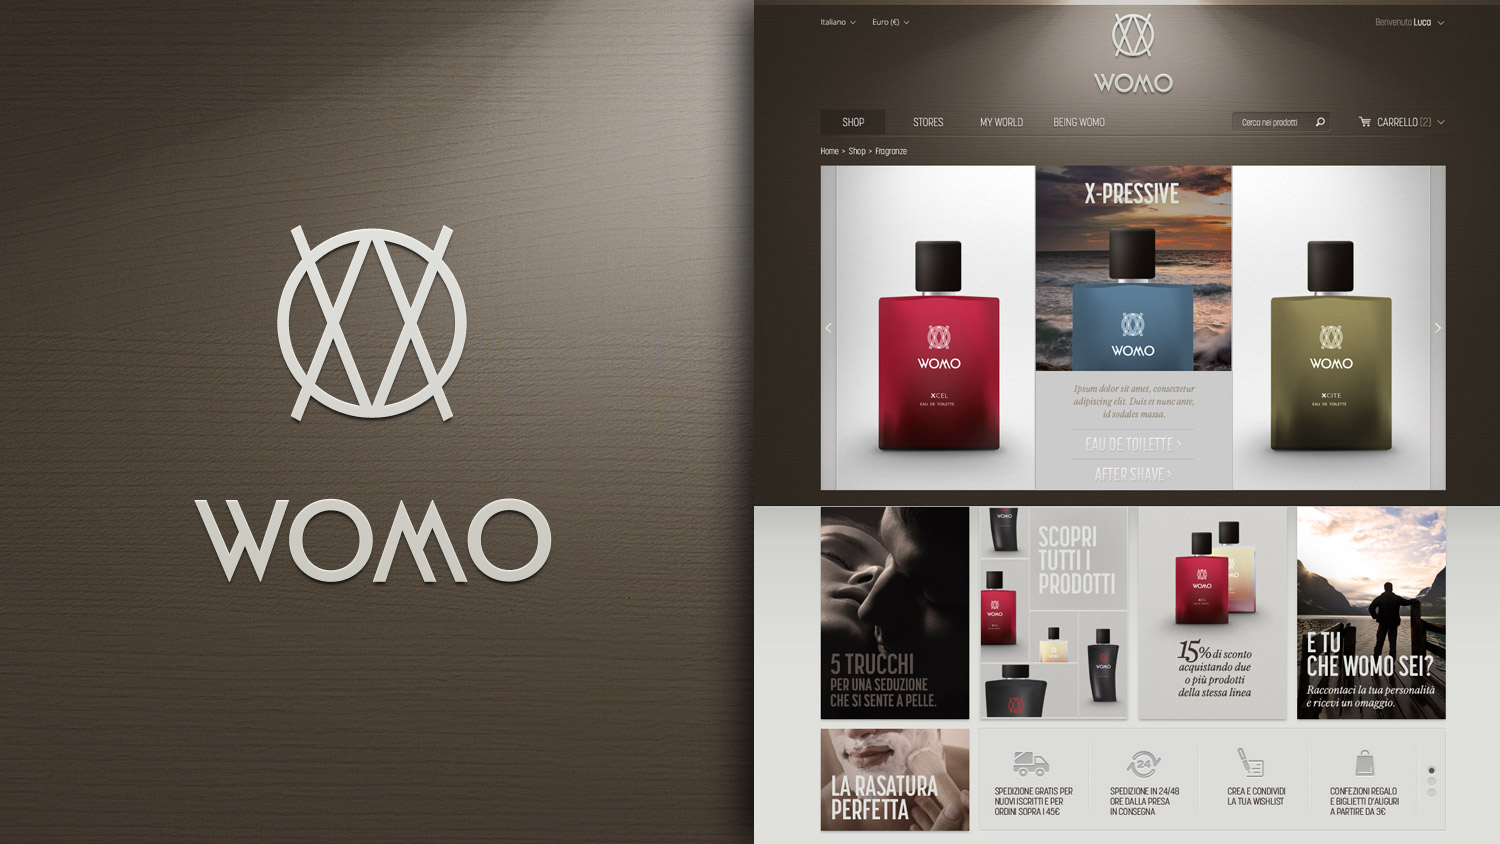 WOMO
Italiano
Euro (€)
Benvenuto Luca
WOMO
SHOP
STORES
MY WORLD
BEING WOMO
Cerca nei prodotti
CARRELLO (2)
Home > Shop > Fragranze
WOMO
XCEL
EAU DE TOILETTE
X-PRESSIVE
WOMO
Ipsum dolor sit amet, consectetur
adipiscing elit. Duis et nunc ante,
id sodales massa.
EAU DE TOILETTE >
AFTER SHAVE >
WOMO
XCITE
EAU DE TOILETTE
5 TRUCCHI
PER UNA SEDUZIONE
CHE SI SENTE A PELLE.
WOMO
SCOPRI
TUTTI I
PRODOTTI
WOMO
WOMO
WOMO
WOMO
15% di sconto
acquistando due
o più prodotti
della stessa linea
E TU
CHE WOMO SEI?
Raccontaci la tua personalità
e ricevi un omaggio.
LA RASATURA
PERFETTA
SPEDIZIONE GRATIS PER
NUOVI ISCRITTI E PER
ORDINI SOPRA I 45€
24
SPEDIZIONE IN 24/48
ORE DALLA PRESA
IN CONSEGNA
CREA E CONDIVIDI
LA TUA WISHLIST
CONFEZIONI REGALO
E BIGLIETTI D'AUGURI
A PARTIRE DA 3€